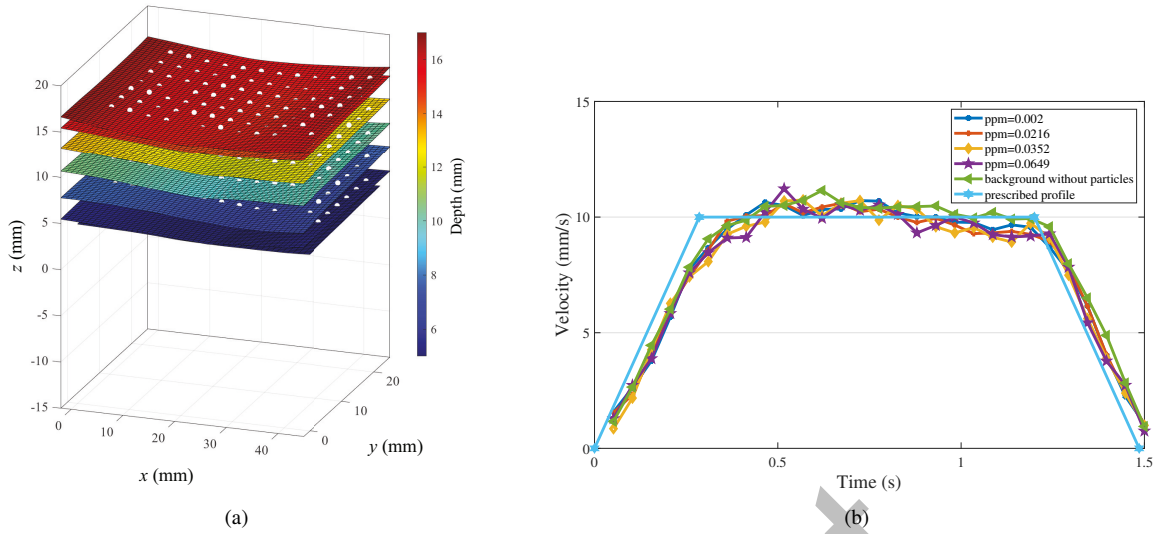 20
15
10
5
0
-5
-10
-15
z (mm)
0
10
20
30
40
x (mm)
0
10
20
y (mm)
16
14
12
10
8
6
Depth (mm)
(a)
15
10
5
0
Velocity (mm/s)
0
0.5
1
1.5
Time (s)
ppm=0.002
ppm=0.0216
ppm=0.0352
ppm=0.0649
background without particles
prescribed profile
(b)